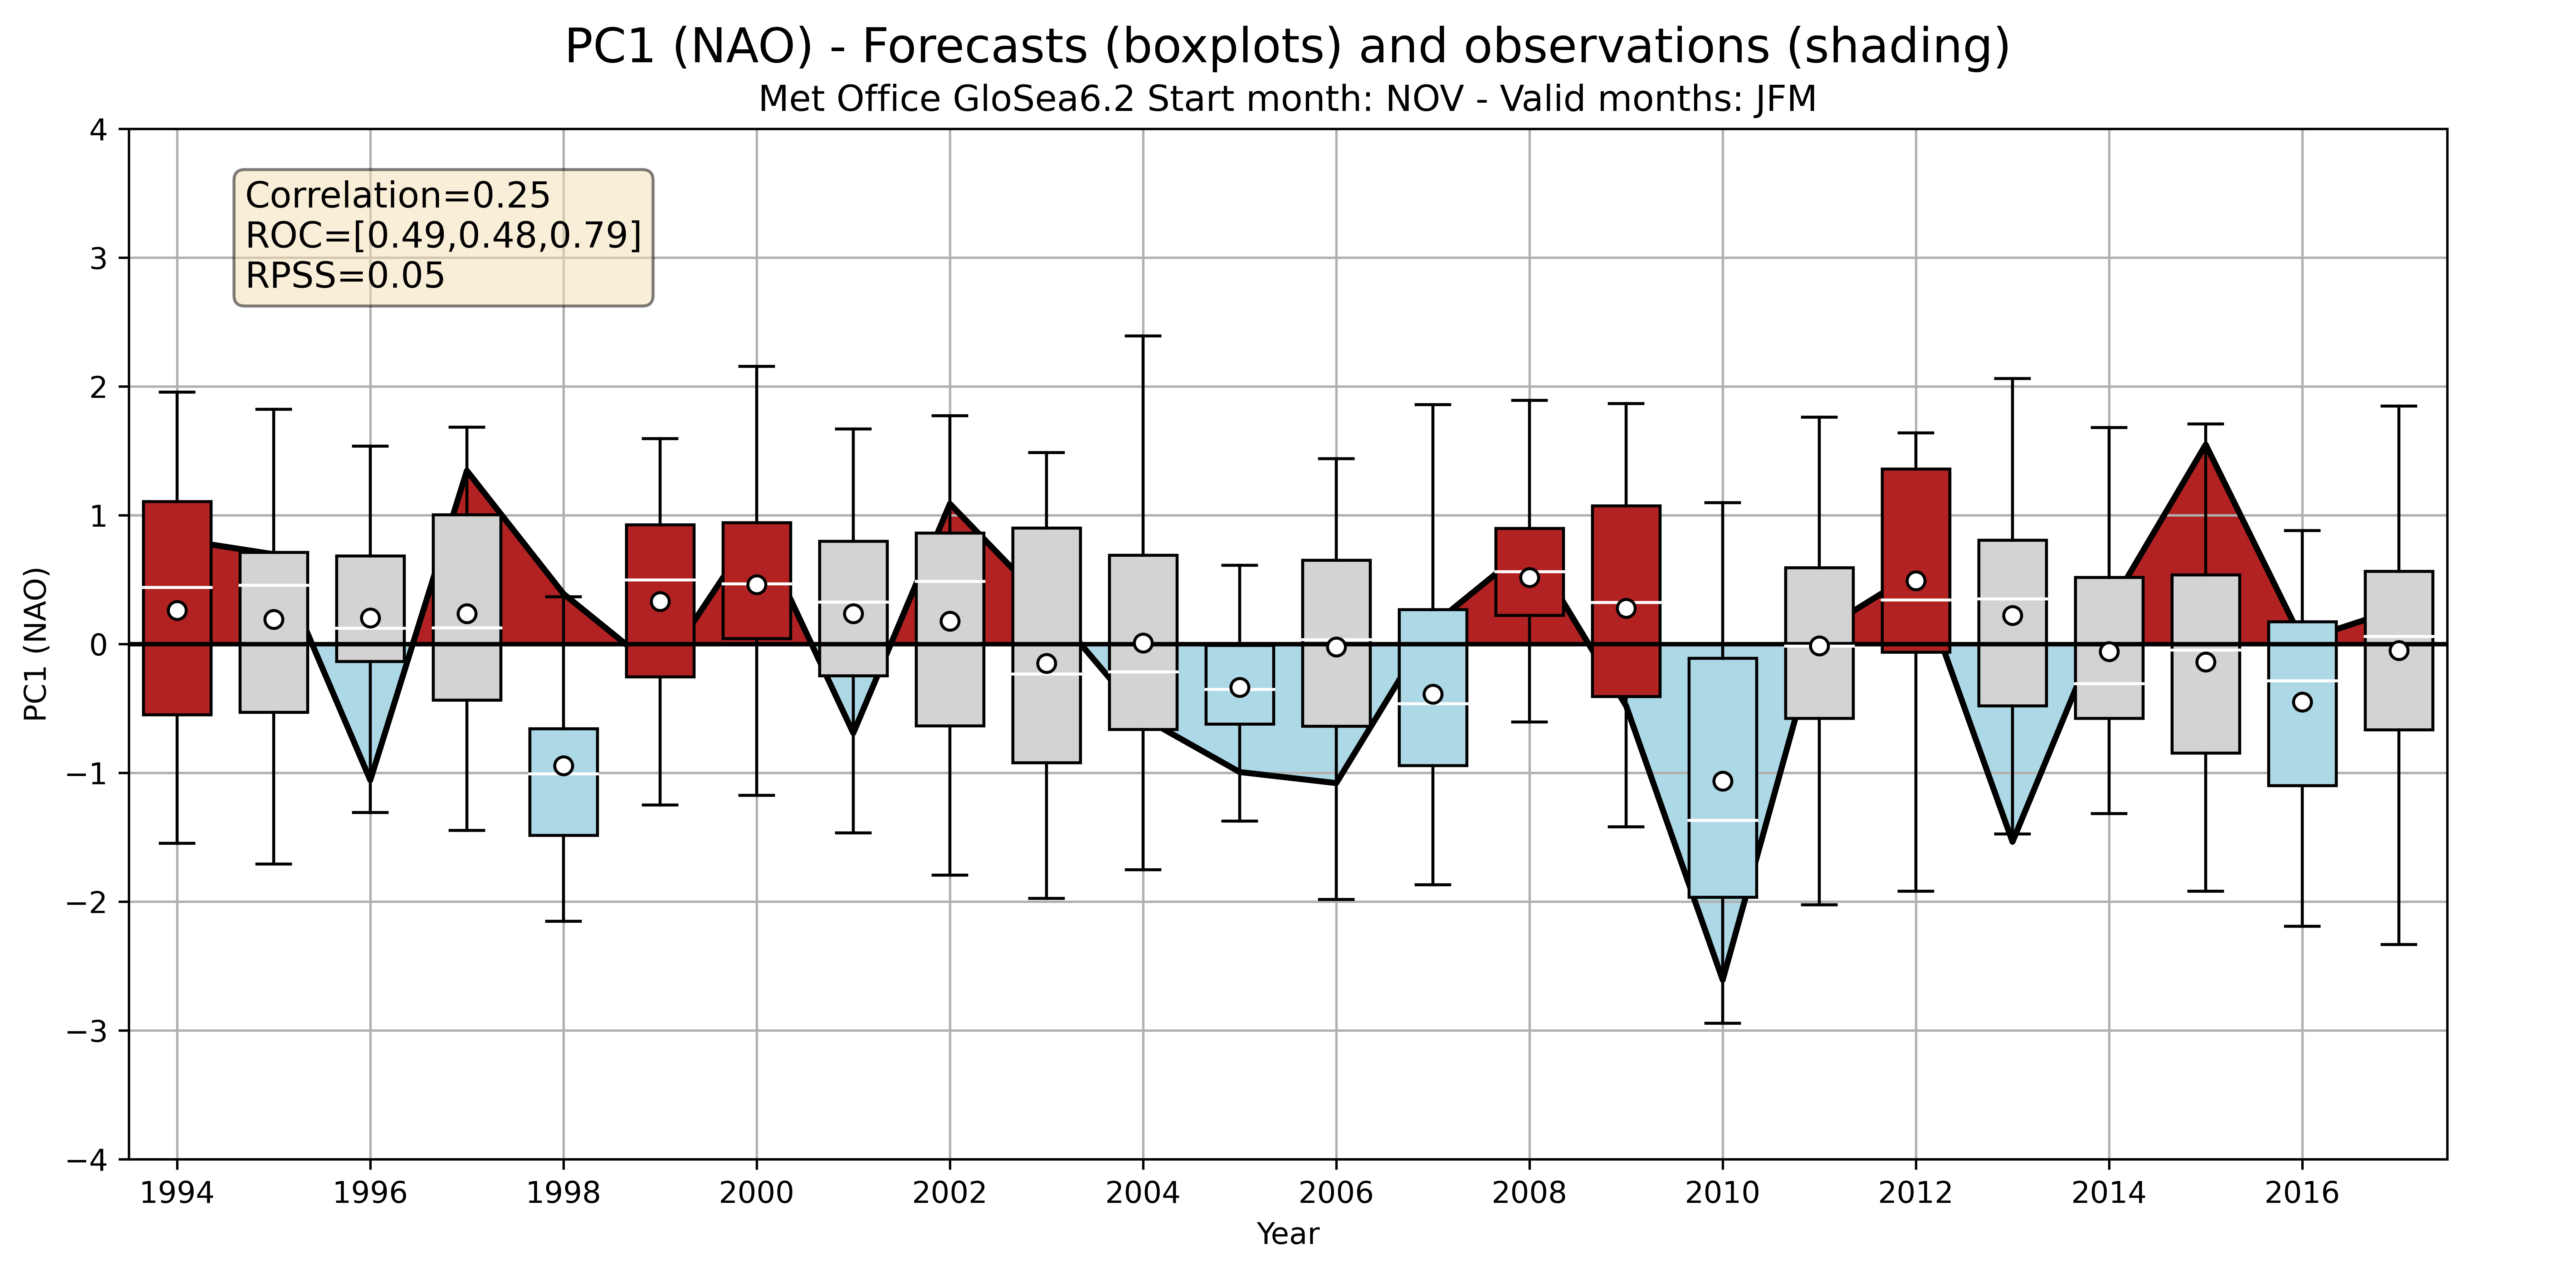 PC1 (NAO) - Forecasts (boxplots) and observations (shading)
Met Office GloSea6.2 Start month: NOV - Valid months: JFM
Correlation=0.25
ROC=[0.49,0.48,0.79]
RPSS=0.05
PC1 (NAO)
4
3
2
1
0
−1
−2
−3
−4
1994 1996 1998 2000 2002 2004 2006 2008 2010 2012 2014 2016
Year